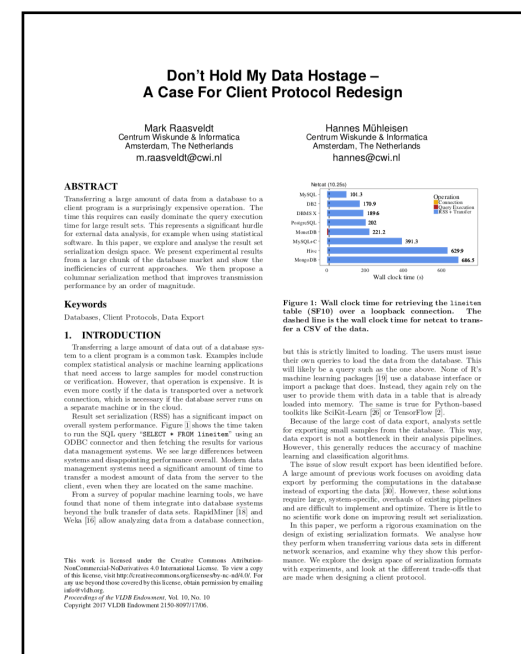 Don't Hold My Data Hostage –
A Case For Client Protocol Redesign
Mark Raasveldt
Centrum Wiskunde & Informatica
Amsterdam, The Netherlands
m.raasveldt@cwi.nl
Hannes Mühleisen
Centrum Wiskunde & Informatica
Amsterdam, The Netherlands
hannes@cwi.nl
ABSTRACT
Transferring a large amount of data from a database to a
client program is a surprisingly expensive operation. The
time this requires can easily dominate the query execution
time for large result sets. This represents a significant hurdle
for external data analysis, for example when using statistical
software. In this paper, we explore and analyse the result set
serialization design space. We present experimental results
from a large chunk of the database market and show the
inefficiencies of current approaches. We then propose a
columnar serialization method that improves transmission
performance by an order of magnitude.
Keywords
Databases, Client Protocols, Data Export
1. INTRODUCTION
Transferring a large amount of data out of a database sys-
tem to a client program is a common task. Examples include
complex statistical analysis or machine learning applications
that need access to large samples for model construction
or verification. However, that operation is expensive. It is
even more costly if the data is transported over a network
connection, which is necessary if the database server runs on
a separate machine or in the cloud.
Result set serialization (RSS) has a significant impact on
overall system performance. Figure 1 shows the time taken
to run the SQL query "SELECT * FROM lineitem" using an
ODBC connector and then fetching the results for various
data management systems. We see large differences between
systems and disappointing performance overall. Modern data
management systems need a significant amount of time to
transfer a modest amount of data from the server to the
client, even when they are located on the same machine.
From a survey of popular machine learning tools, we have
found that none of them integrate into database systems
beyond the bulk transfer of data sets. RapidMiner [18] and
Weka [16] allow analyzing data from a database connection,
This work is licensed under the Creative Commons Attribution-
NonCommercial-NoDerivatives 4.0 International License. To view a copy
of this license, visit http://creativecommons.org/licenses/by-nc-nd/4.0/. For
any use beyond those covered by this license, obtain permission by emailing
info@vldb.org.
Proceedings of the VLDB Endowment, Vol. 10, No. 10
Copyright 2017 VLDB Endowment 2150-8097/17/06.
Netcat (10.25s)
Operation
Connection
Query Execution
RSS + Transfer
MySQL 101.3
DB2 170.9
DBMS X 189.6
PostgreSQL 202
MonetDB 221.2
MySQL+C 391.3
Hive 629.9
MongoDB 686.5
0 200 400 600
Wall clock time (s)
Figure 1: Wall clock time for retrieving the lineitem
table (SF10) over a loopback connection. The
dashed line is the wall clock time for netcat to trans-
fer a CSV of the data.
but this is strictly limited to loading. The users must issue
their own queries to load the data from the database. This
will likely be a query such as the one above. None of R's
machine learning packages [19] use a database interface or
import a package that does. Instead, they again rely on the
user to provide them with data in a table that is already
loaded into memory. The same is true for Python-based
toolkits like SciKit-Learn [26] or TensorFlow [2].
Because of the large cost of data export, analysts settle
for exporting small samples from the database. This way,
data export is not a bottleneck in their analysis pipelines.
However, this generally reduces the accuracy of machine
learning and classification algorithms.
The issue of slow result export has been identified before.
A large amount of previous work focuses on avoiding data
export by performing the computations in the database
instead of exporting the data [30]. However, these solutions
require large, system-specific, overhauls of existing pipelines
and are difficult to implement and optimize. There is little to
no scientific work done on improving result set serialization.
In this paper, we perform a rigorous examination on the
design of existing serialization formats. We analyse how
they perform when transferring various data sets in different
network scenarios, and examine why they show this perfor-
mance. We explore the design space of serialization formats
with experiments, and look at the different trade-offs that
are made when designing a client protocol.